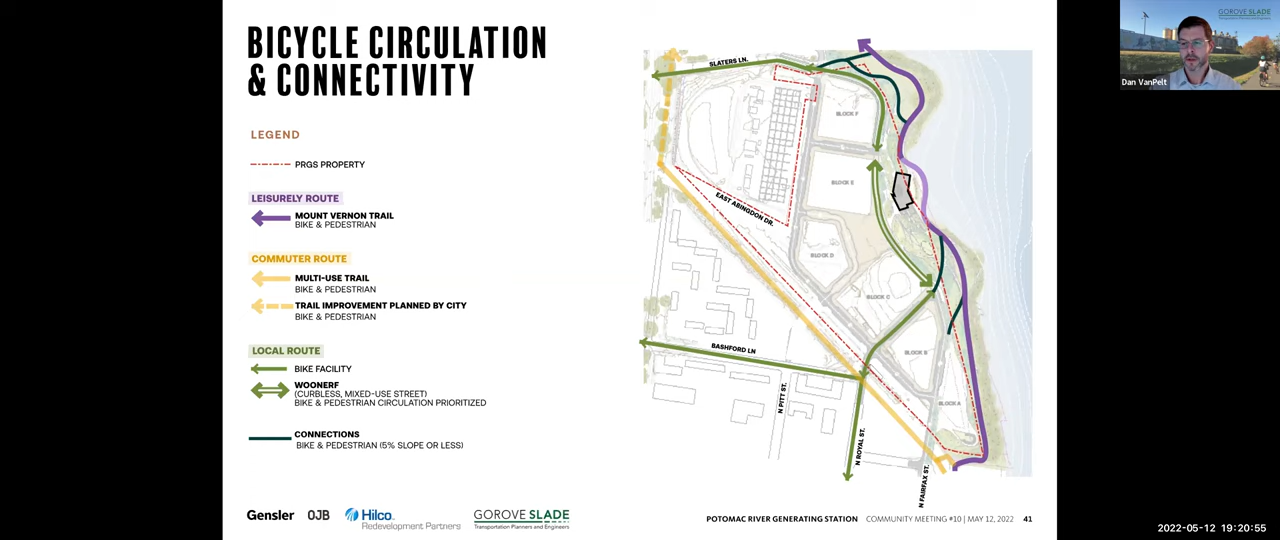 BICYCLE CIRCULATION
& CONNECTIVITY
LEGEND
PRGS PROPERTY
LEISURELY ROUTE
MOUNT VERNON TRAIL
BIKE & PEDESTRIAN
COMMUTER ROUTE
MULTI-USE TRAIL
BIKE & PEDESTRIAN
TRAIL IMPROVEMENT PLANNED BY CITY
BIKE & PEDESTRIAN
LOCAL ROUTE
BIKE FACILITY
WOONERF
(CURBLESS, MIXED-USE STREET)
BIKE & PEDESTRIAN CIRCULATION PRIORITIZED
CONNECTIONS
BIKE & PEDESTRIAN (5% SLOPE OR LESS)
SLATERS LN.
BLOCK F
BLOCK E
EAST ABINGDON DR.
BLOCK D
BLOCK C
BLOCK B
BLOCK A
BASHFORD LN
N PITT ST.
N ROYAL ST.
N FAIRFAX ST.
Gensler
OJB
Hilco
Redevelopment Partners
GOROVE SLADE
Transportation Planners and Engineers
POTOMAC RIVER GENERATING STATION COMMUNITY MEETING #10 | MAY 12, 2022 41
GOROVE SLADE
Transportation Planners and Engineers
Dan VanPelt
2022-05-12 19:20:55